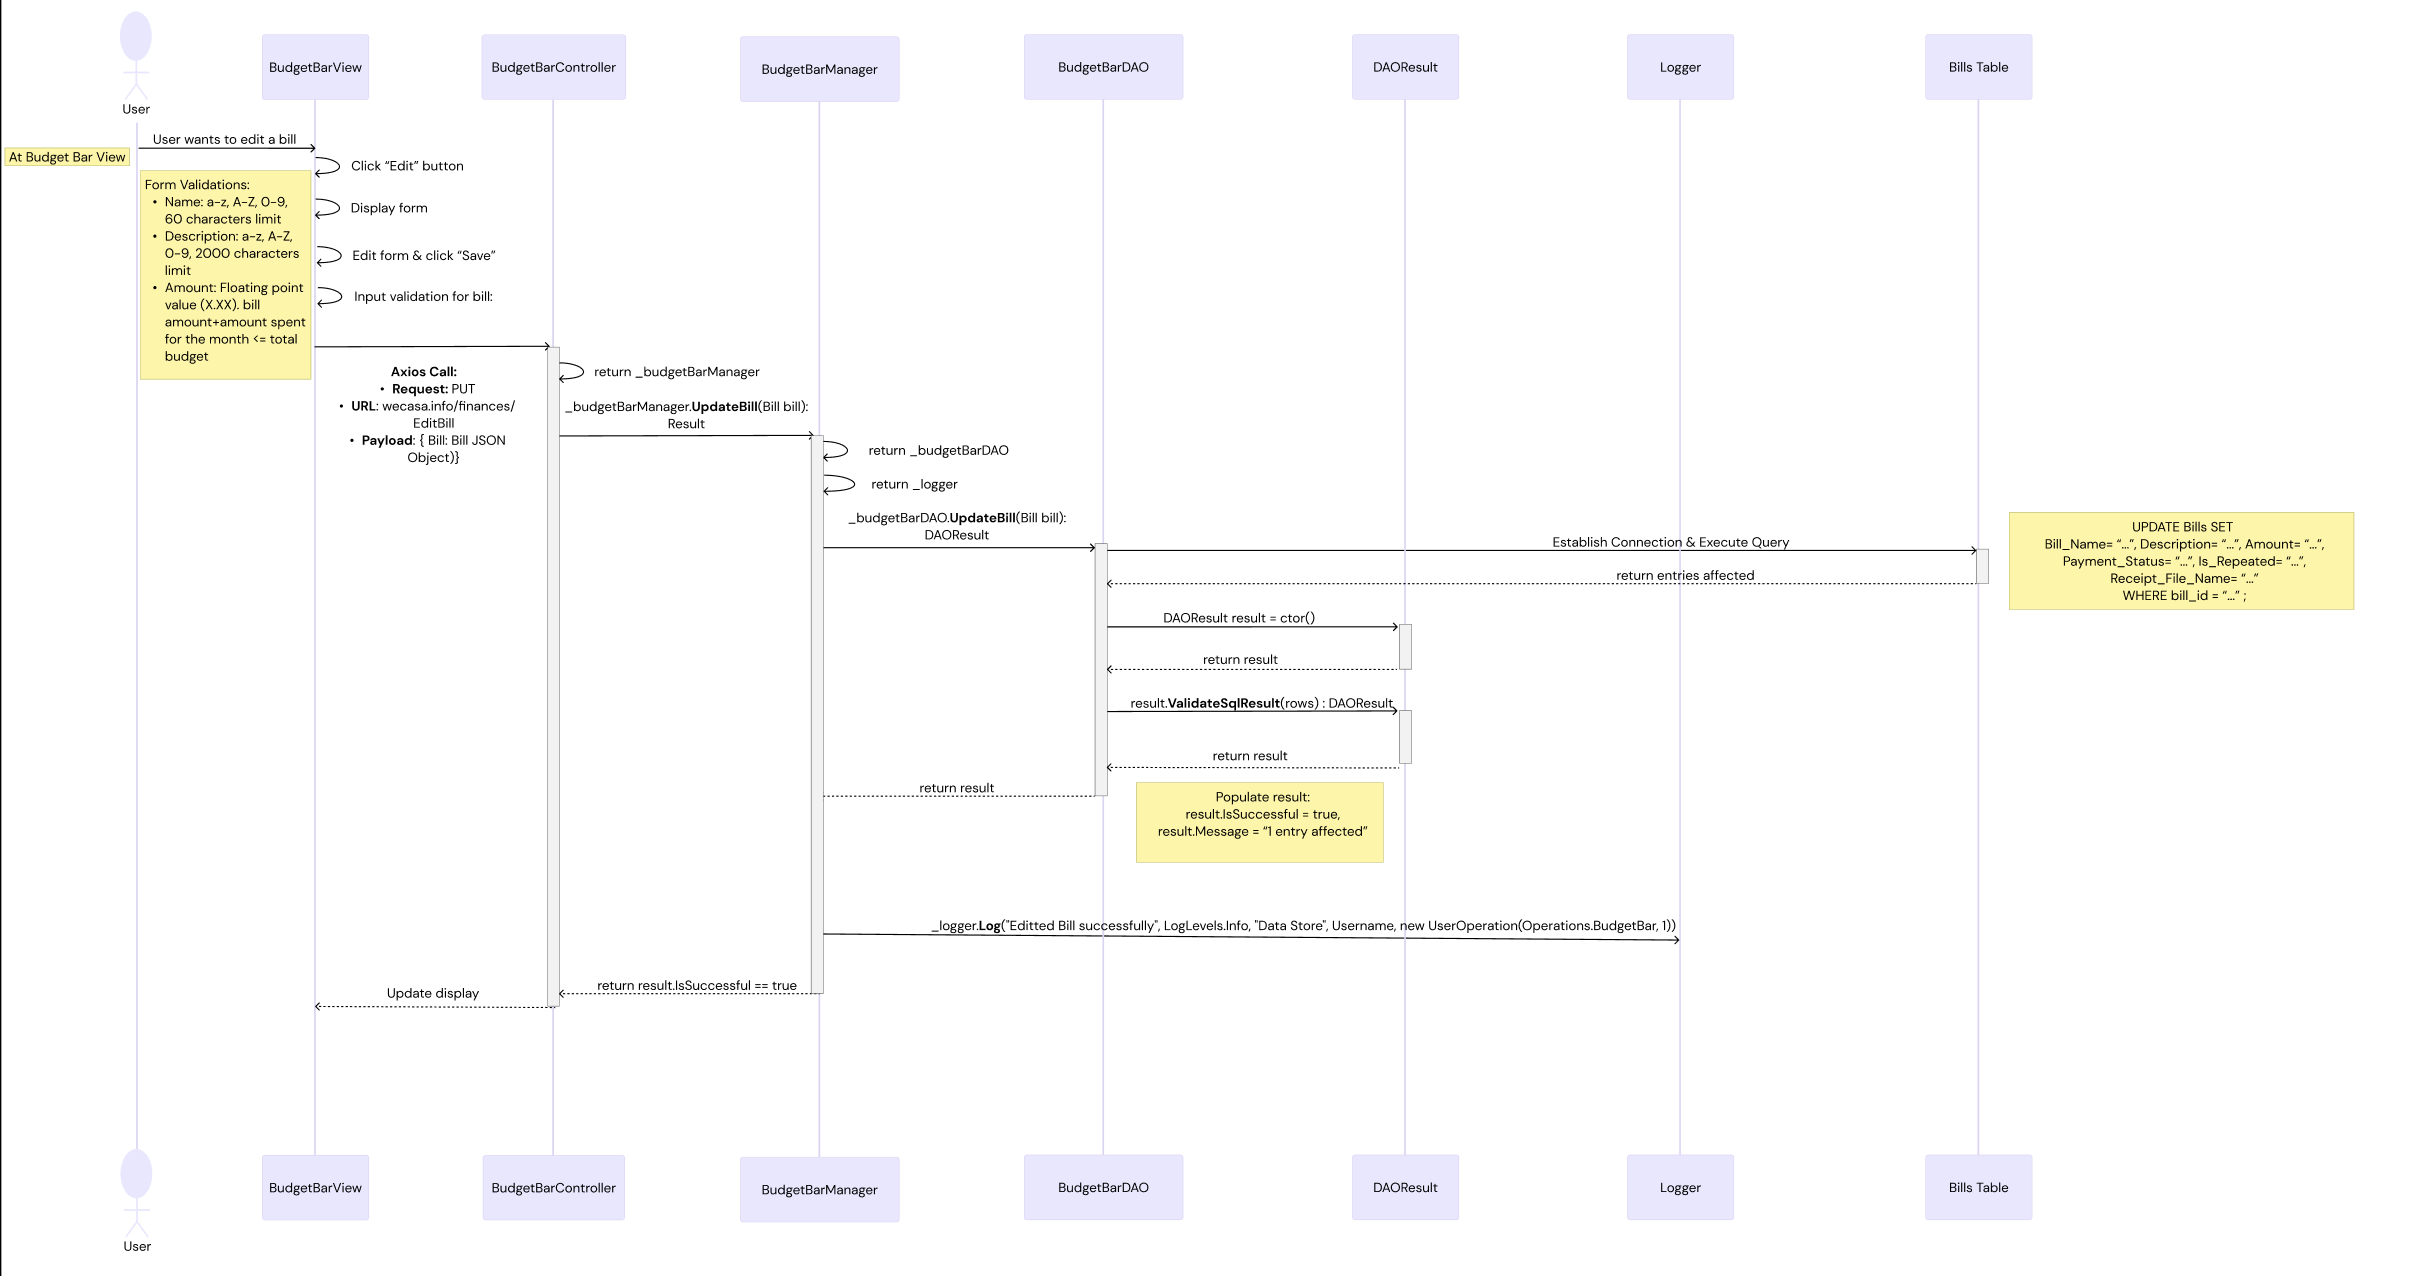 User
BudgetBarView
BudgetBarController
BudgetBarManager
BudgetBarDAO
DAOResult
Logger
Bills Table
User wants to edit a bill
At Budget Bar View
Click “Edit” button
Form Validations:
• Name: a-z, A-Z, 0-9,
60 characters limit
• Description: a-z, A-Z,
0-9, 2000 characters
limit
• Amount: Floating point
value (X.XX). bill
amount+amount spent
for the month <= total
budget
Display form
Edit form & click “Save”
Input validation for bill:
Axios Call:
• Request: PUT
• URL: wecasa.info/finances/
EditBill
• Payload: { Bill: Bill JSON
Object)}
return _budgetBarManager
_budgetBarManager.UpdateBill(Bill bill):
Result
return _budgetBarDAO
return _logger
_budgetBarDAO.UpdateBill(Bill bill):
DAOResult
Establish Connection & Execute Query
return entries affected
UPDATE Bills SET
Bill_Name= “...”, Description= “...”, Amount= “...”,
Payment_Status= “...”, Is_Repeated= “...”,
Receipt_File_Name= “...”
WHERE bill_id = “...” ;
DAOResult result = ctor()
return result
result.ValidateSqlResult(rows) : DAOResult
return result
return result
Populate result:
result.IsSuccessful = true,
result.Message = “1 entry affected”
_logger.Log("Editted Bill successfully", LogLevels.Info, "Data Store", Username, new UserOperation(Operations.BudgetBar, 1))
return result.IsSuccessful == true
Update display
BudgetBarView
BudgetBarController
BudgetBarManager
BudgetBarDAO
DAOResult
Logger
Bills Table
User